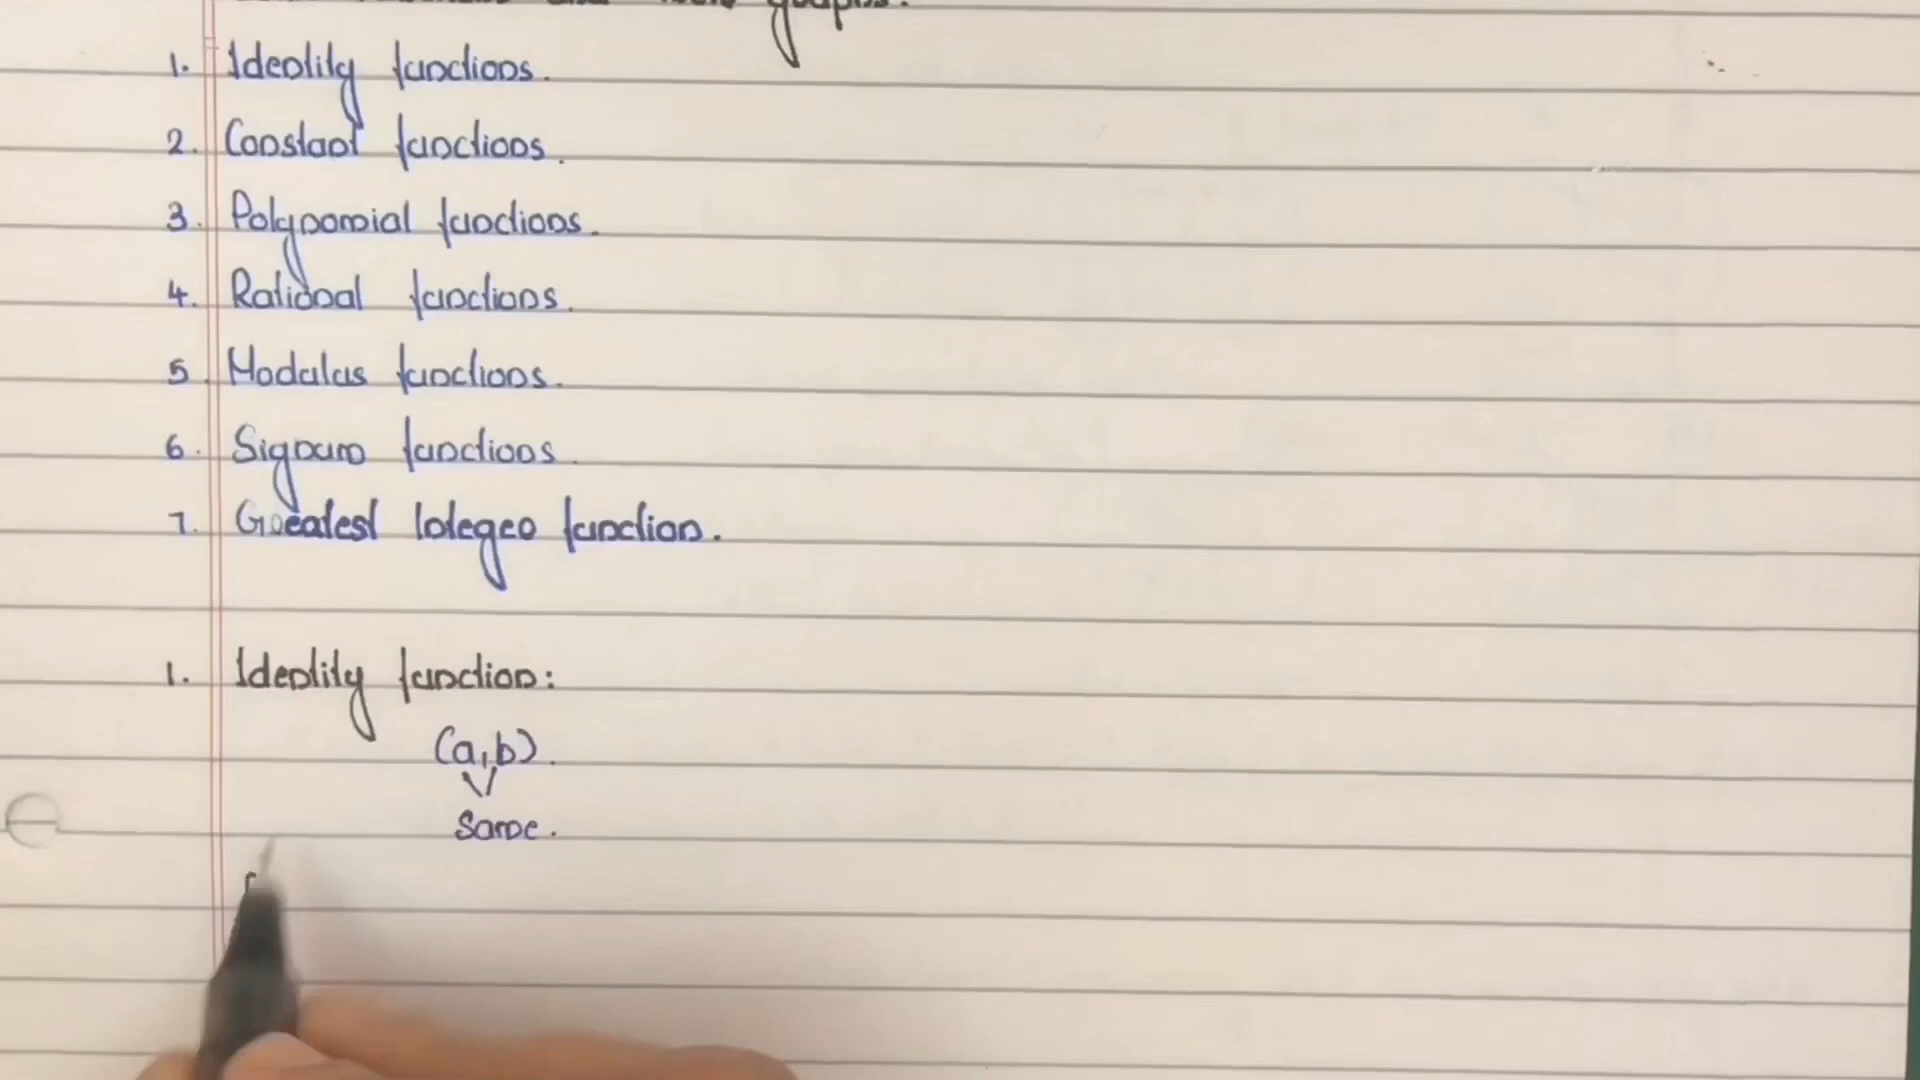 graphs.
1. Identity functions.
2. Constant functions.
3. Polynomial functions.
4. Rational functions.
5. Modulus functions.
6. Signum functions.
7. Greatest Integer function.
1. Identity function:
(a,b).
Same.